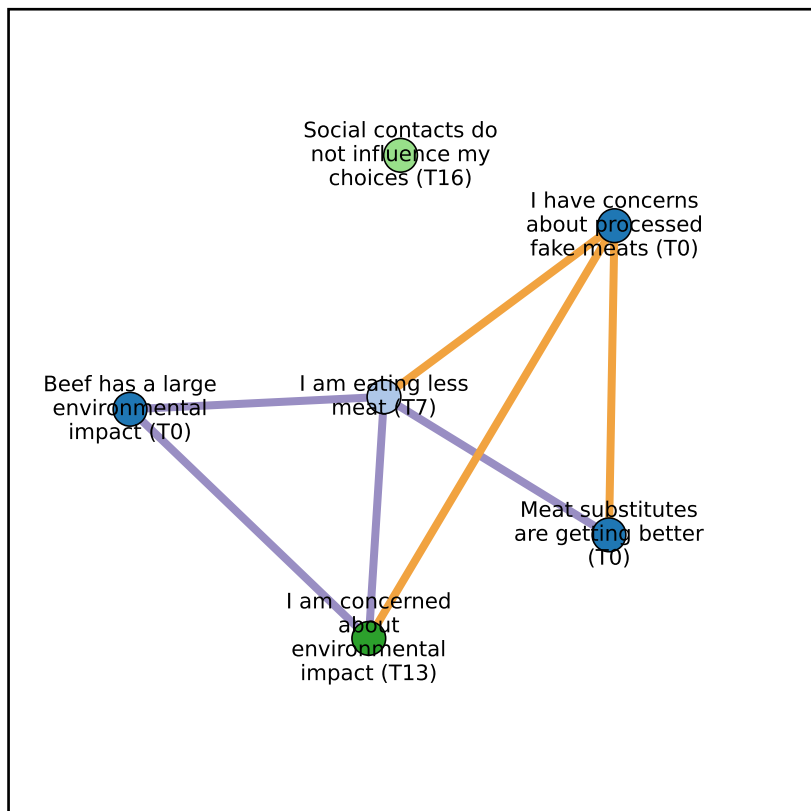 Social contacts do
not influence my
choices (T16)
I have concerns
about processed
fake meats (T0)
Beef has a large
environmental
impact (T0)
I am eating less
meat (T7)
Meat substitutes
are getting better
(T0)
I am concerned
about
environmental
impact (T13)